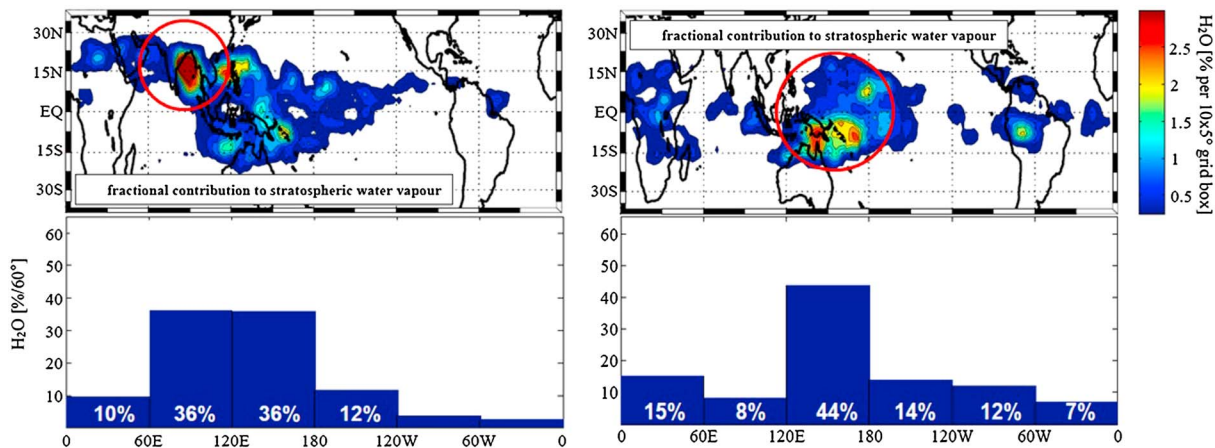 30N
15N
EQ
15S
30S
fractional contribution to stratospheric water vapour
30N
15N
EQ
15S
30S
fractional contribution to stratospheric water vapour
2.5
2
1.5
1
0.5
H₂O [% per 10x5° grid box]
H₂O [%/60°]
60
50
40
30
20
10
10%
36%
36%
12%
0
60E
120E
180
120W
60W
0
60
50
40
30
20
10
15%
8%
44%
14%
12%
7%
0
60E
120E
180
120W
60W
0